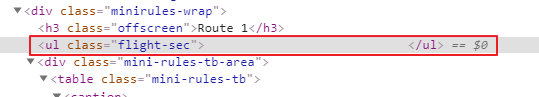 ▼<div class="minirules-wrap">
<h3 class="offscreen">Route 1</h3>
<ul class="flight-sec"> </ul> == $0
▼<div class="mini-rules-tb-area">
▼<table class="mini-rules-tb">
▼<caption>